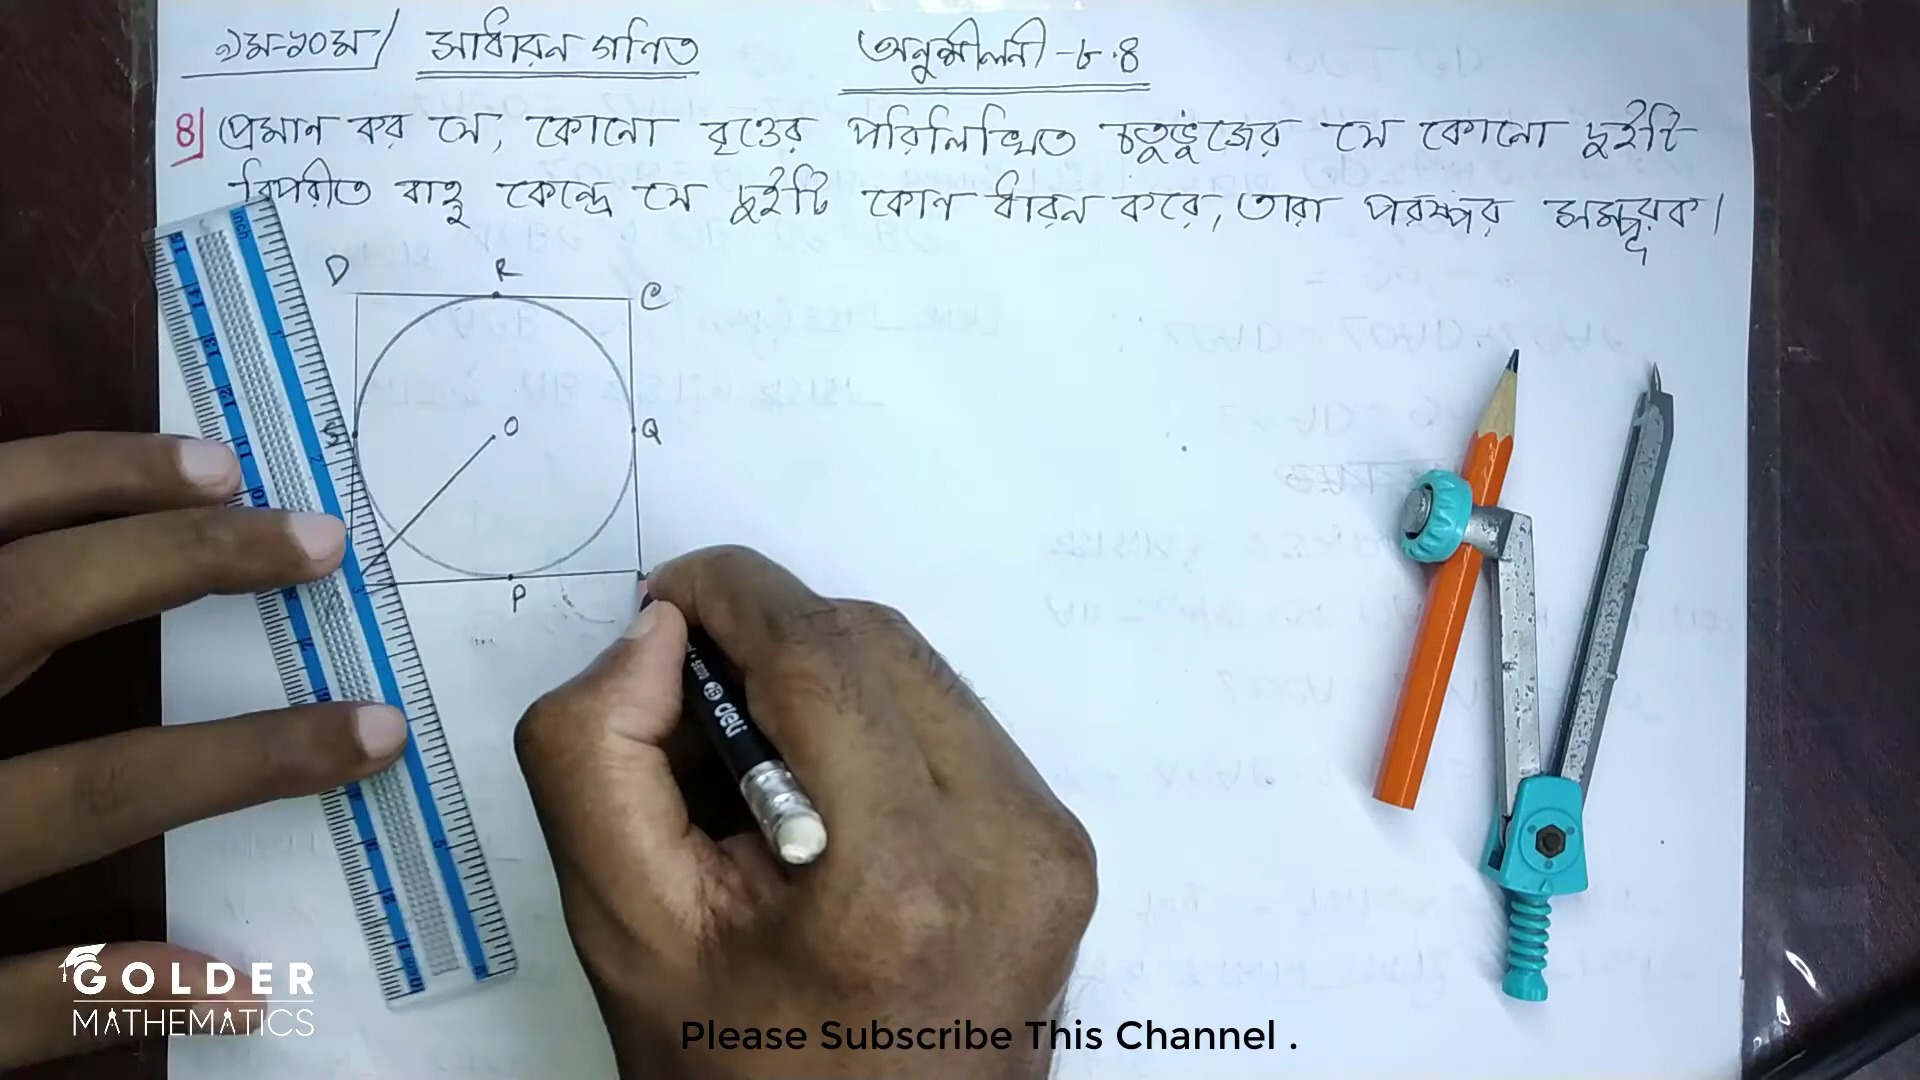 ৯ম-১০ম/ সাধারন গণিত অনুশীলনী-৮.৪
৪| প্রমান কর যে, কোনো বৃত্তের পরিলিখিত চতুর্ভুজের যে কোনো দুইটি
বিপরীত বাহু কেন্দ্রে যে দুইটি কোণ ধারন করে, তারা পরস্পর সম্পূরক।
D R C
S O Q
P
inch
deli
GOLDER
MATHEMATICS
Please Subscribe This Channel .